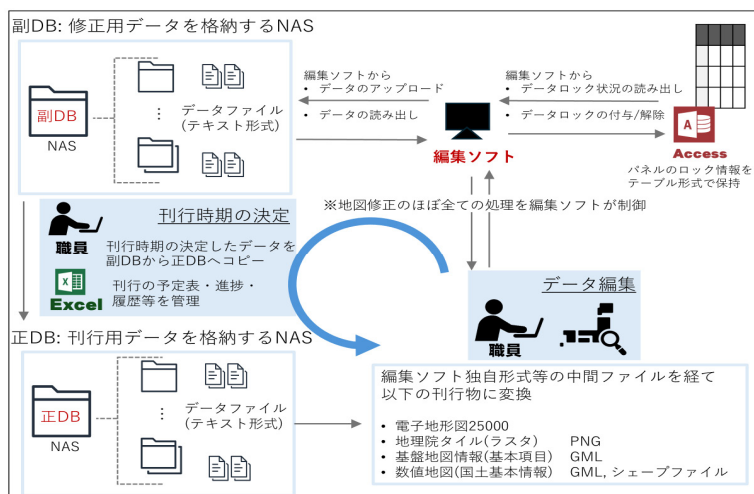 副DB: 修正用データを格納するNAS
副DB
NAS
⋮
データファイル
(テキスト形式)
編集ソフトから
• データのアップロード
• データの読み出し
編集ソフト
編集ソフトから
• データロック状況の読み出し
• データロックの付与/解除
A
Access
パネルのロック情報を
テーブル形式で保持
※地図修正のほぼ全ての処理を編集ソフトが制御
刊行時期の決定
職員
刊行時期の決定したデータを
副DBから正DBへコピー
X
Excel
刊行の予定表・進捗・
履歴等を管理
データ編集
職員
正DB: 刊行用データを格納するNAS
正DB
NAS
⋮
データファイル
(テキスト形式)
編集ソフト独自形式等の中間ファイルを経て
以下の刊行物に変換
• 電子地形図25000
• 地理院タイル(ラスタ) PNG
• 基盤地図情報(基本項目) GML
• 数値地図(国土基本情報) GML, シェープファイル